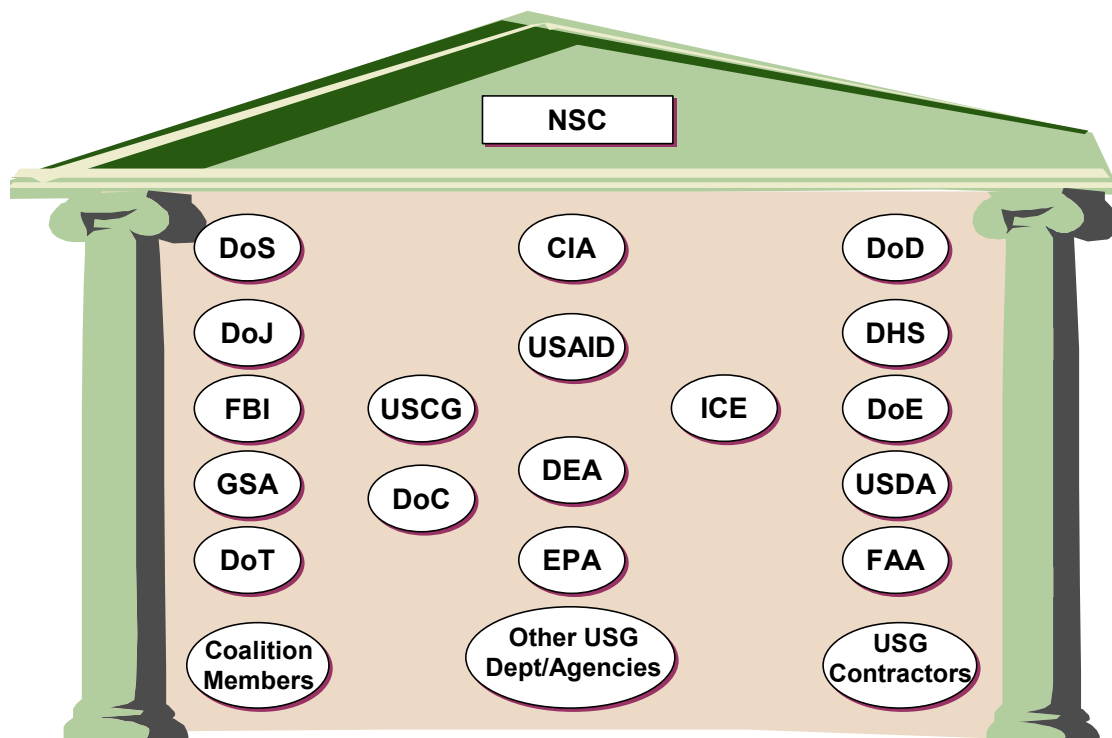 NSC
DoS
CIA
DoD
DoJ
USAID
DHS
FBI
USCG
ICE
DoE
GSA
DoC
DEA
USDA
DoT
EPA
FAA
Coalition
Members
Other USG
Dept/Agencies
USG
Contractors